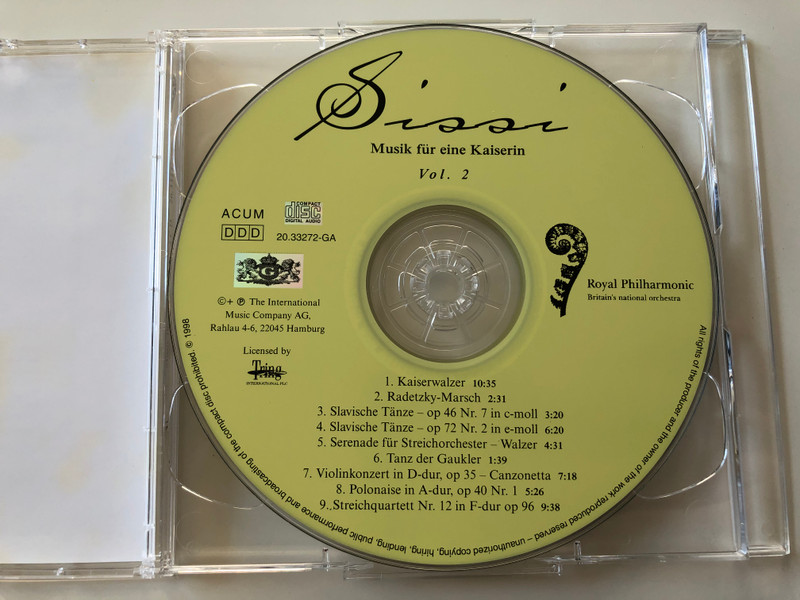 Sissi
Musik für eine Kaiserin
Vol. 2
ACUM
COMPACT
disc
DIGITAL AUDIO
DDD
20.33272-GA
G
©+ ℗ The International
Music Company AG,
Rahlau 4-6, 22045 Hamburg
Licensed by
Tring
INTERNATIONAL PLC
Royal Philharmonic
Britain's national orchestra
1. Kaiserwalzer 10:35
2. Radetzky-Marsch 2:31
3. Slavische Tänze – op 46 Nr. 7 in c-moll 3:20
4. Slavische Tänze – op 72 Nr. 2 in e-moll 6:20
5. Serenade für Streichorchester – Walzer 4:31
6. Tanz der Gaukler 1:39
7. Violinkonzert in D-dur, op 35 – Canzonetta 7:18
8. Polonaise in A-dur, op 40 Nr. 1 5:26
9..Streichquartett Nr. 12 in F-dur op 96 9:38
All rights of the producer and the owner of the work reproduced reserved – unauthorized copying, hiring, lending, public performance and broadcasting of the compact disc prohibited. © 1998